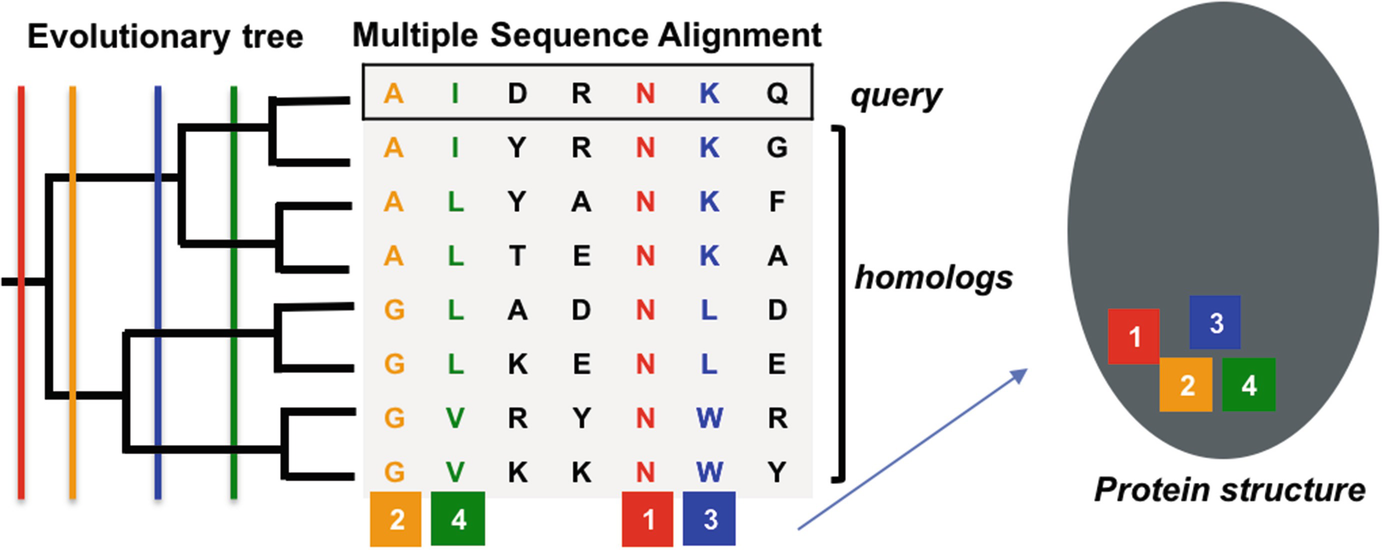 Evolutionary tree
Multiple Sequence Alignment
A I D R N K Q
query
A I Y R N K G
A L Y A N K F
A L T E N K A
homologs
G L A D N L D
G L K E N L E
G V R Y N W R
G V K K N W Y
2 4 1 3
1 3
2 4
Protein structure